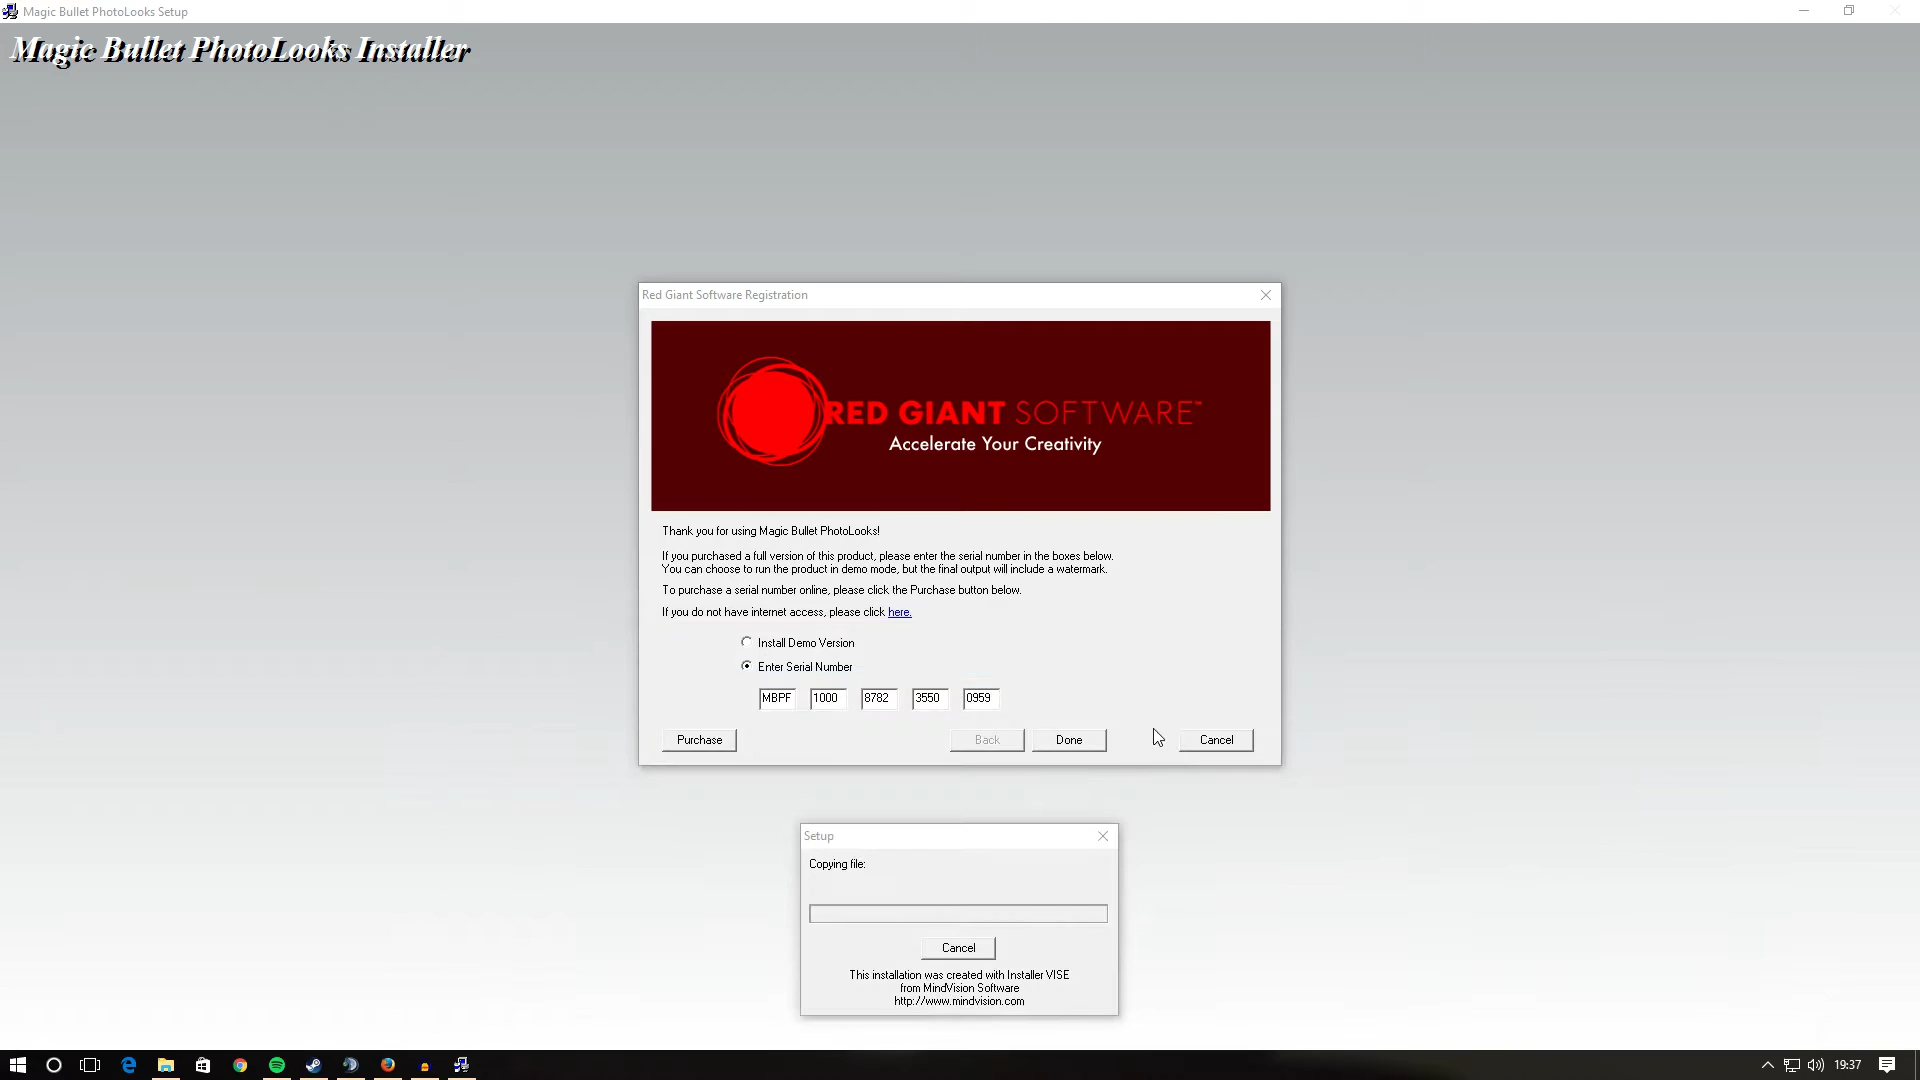 Magic Bullet PhotoLooks Setup
Magic Bullet PhotoLooks Installer
Red Giant Software Registration
RED GIANT SOFTWARE™
Accelerate Your Creativity
Thank you for using Magic Bullet PhotoLooks!
If you purchased a full version of this product, please enter the serial number in the boxes below.
You can choose to run the product in demo mode, but the final output will include a watermark.
To purchase a serial number online, please click the Purchase button below.
If you do not have internet access, please click here.
Install Demo Version
Enter Serial Number
MBPF 1000 8782 3550 0959
Purchase Back Done Cancel
Setup
Copying file:
Cancel
This installation was created with Installer VISE
from MindVision Software
http://www.mindvision.com
19:37